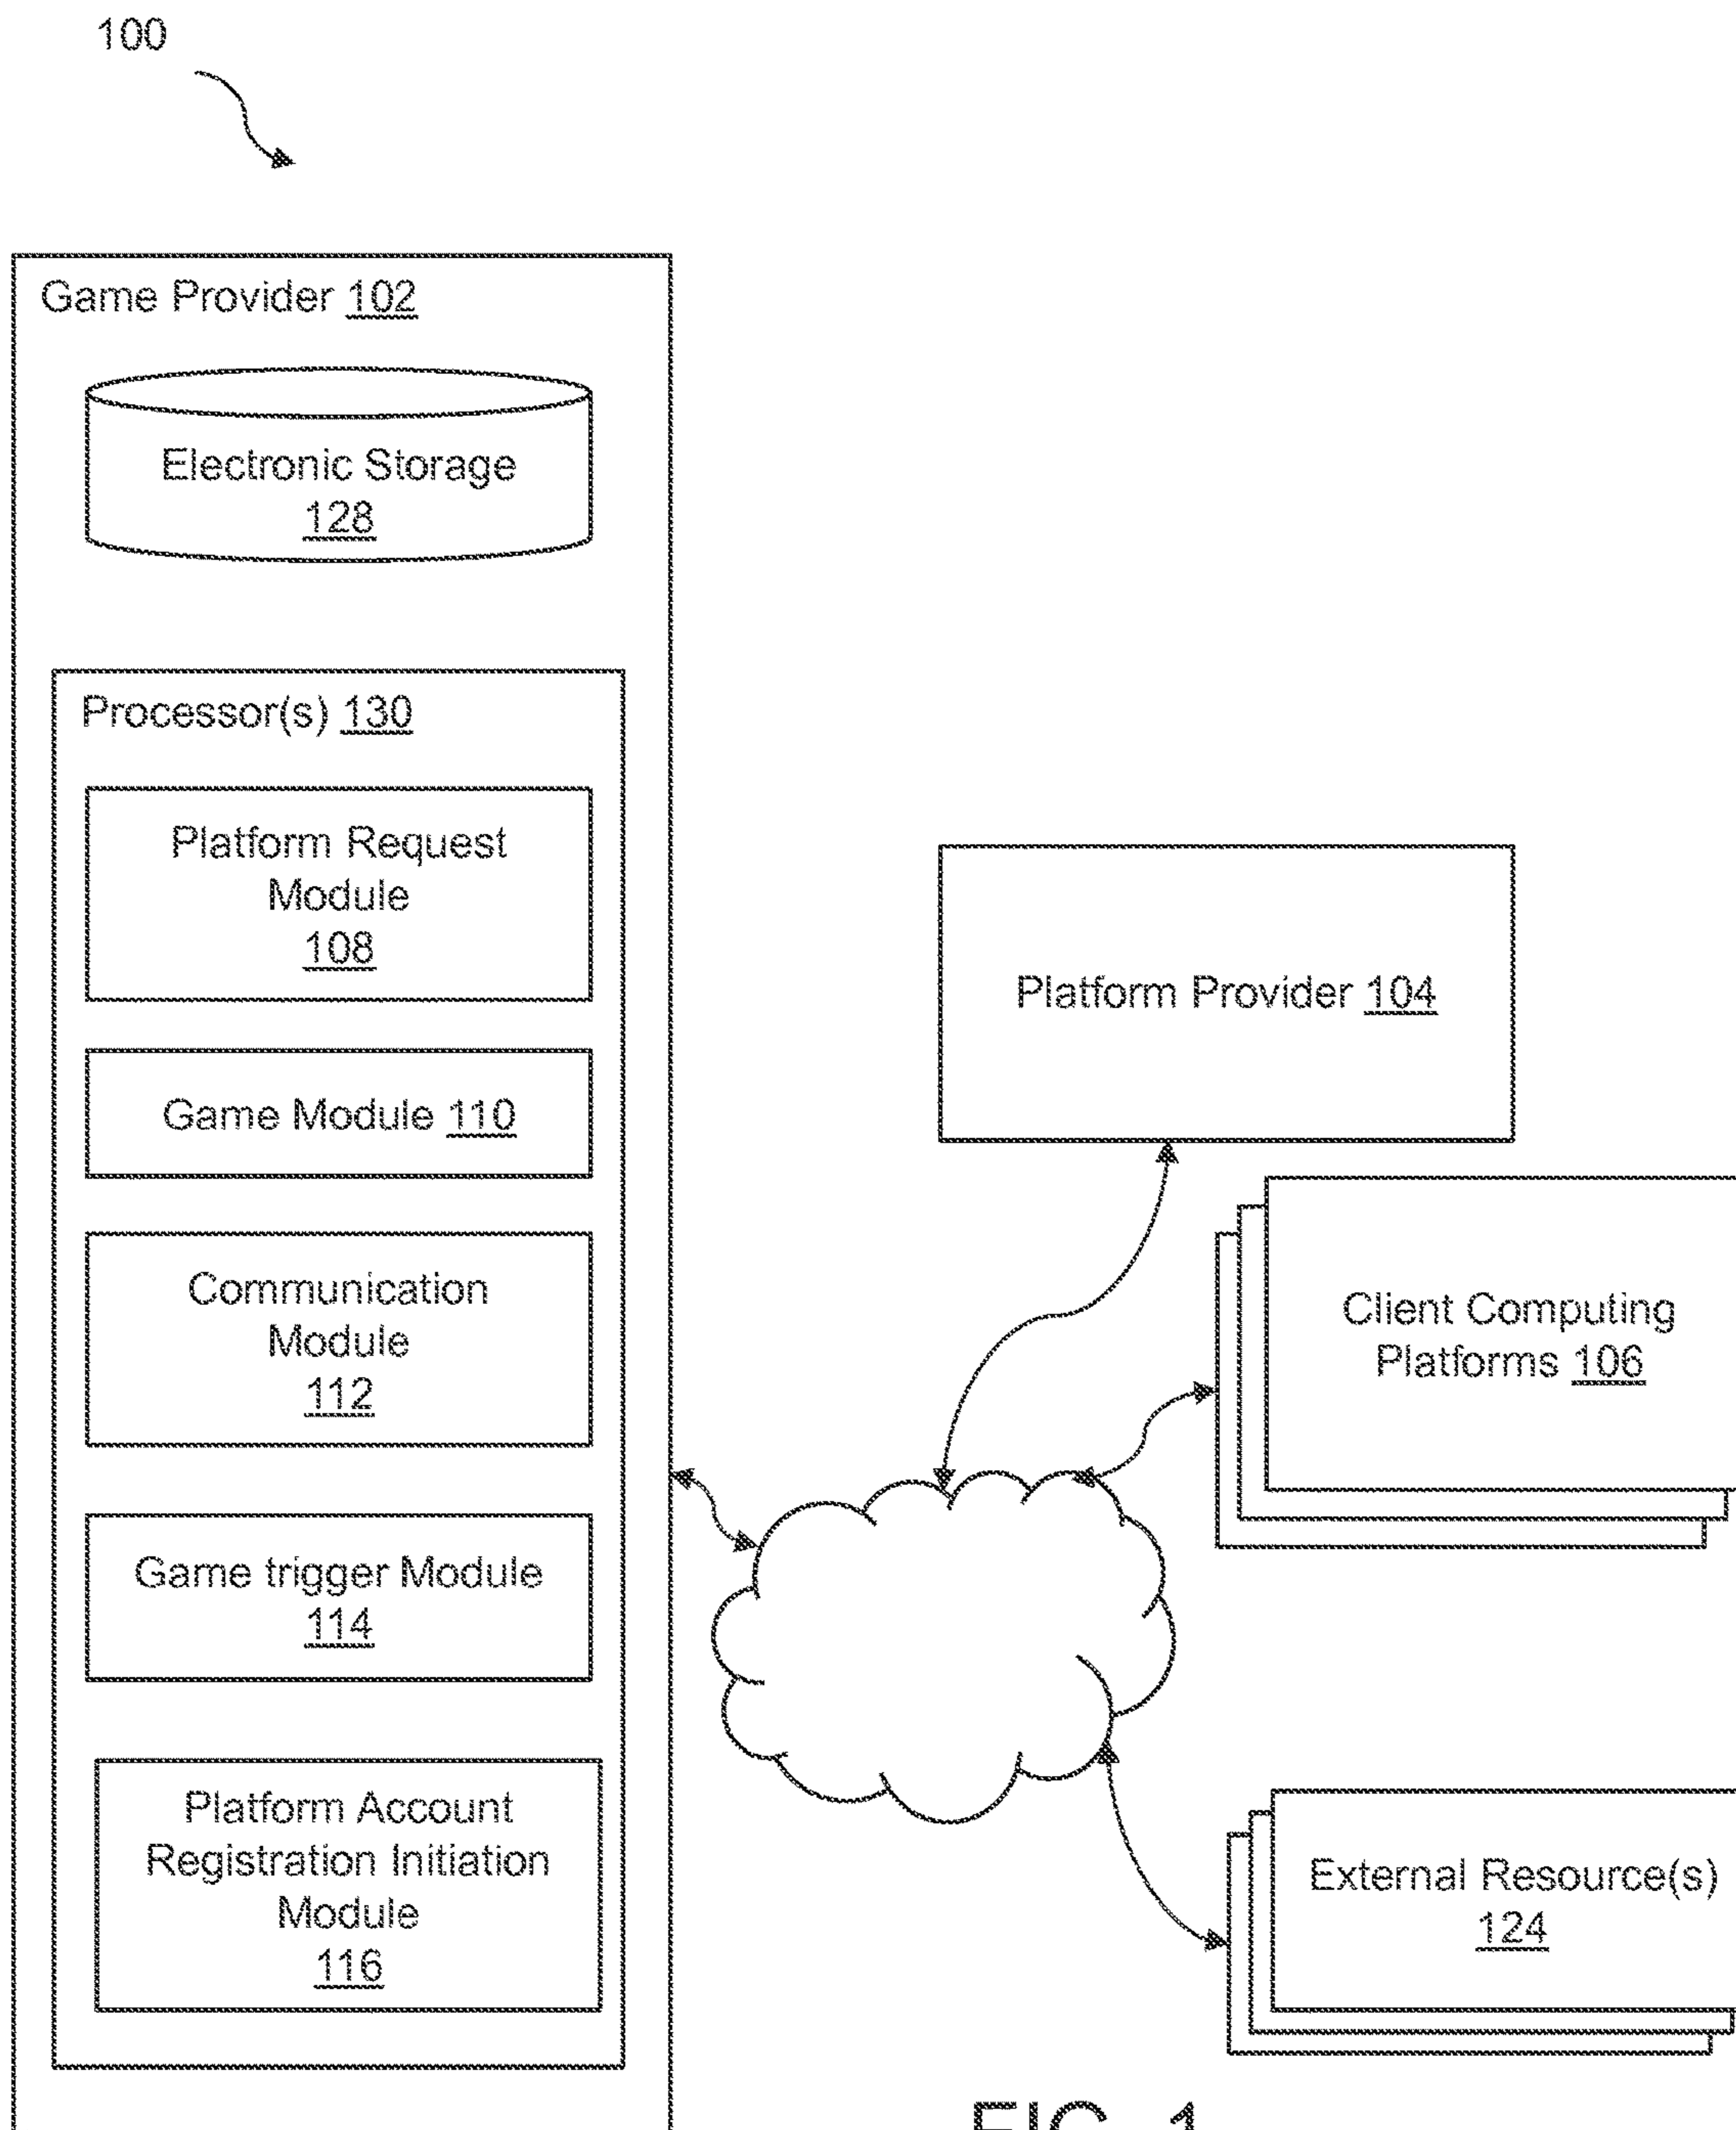 100
Game Provider 102
Electronic Storage
128
Processor(s) 130
Platform Request
Module
108
Game Module 110
Communication
Module
112
Game trigger Module
114
Platform Account
Registration Initiation
Module
116
Platform Provider 104
Client Computing
Platforms 106
External Resource(s)
124
FIG. 1